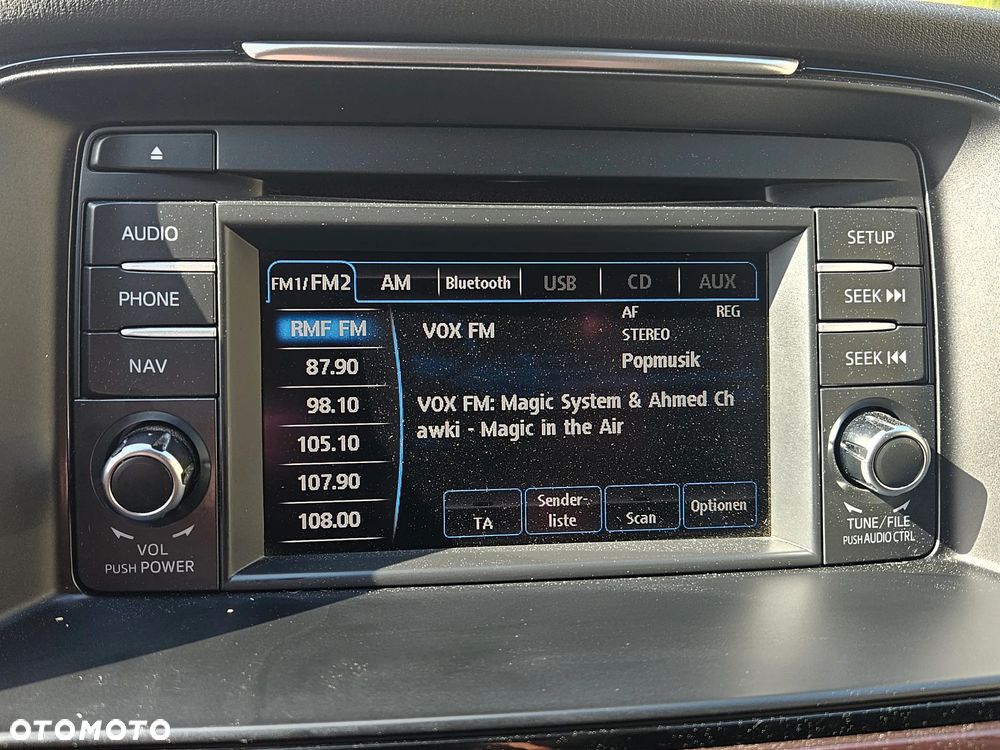 AUDIO
PHONE
NAV
VOL
PUSH POWER
FM1/FM2 AM Bluetooth USB CD AUX
RMF FM
87.90
98.10
105.10
107.90
108.00
VOX FM
AF REG
STEREO
Popmusik
VOX FM: Magic System & Ahmed Ch
awki - Magic in the Air
TA
Sender-
liste
Scan
Optionen
SETUP
SEEK
SEEK
TUNE/FILE
PUSH AUDIO CTRL
OTOMOTO